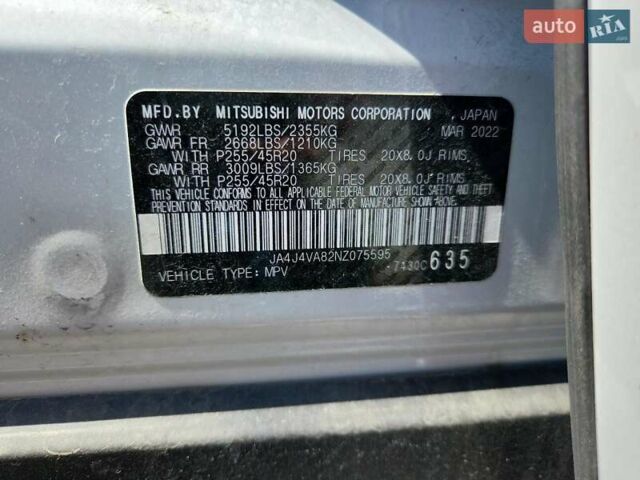 auto RIA.com
MFD.BY MITSUBISHI MOTORS CORPORATION, JAPAN
GVWR 5192LBS/2355KG MAR 2022
GAWR FR 2668LBS/1210KG
WITH P255/45R20 TIRES 20X8.0J RIMS,
GAWR RR 3009LBS/1365KG
WITH P255/45R20 TIRES 20X8.0J RIMS,
THIS VEHICLE CONFORMS TO ALL APPLICABLE FEDERAL MOTOR VEHICLE SAFETY AND THEFT
PREVENTION STANDARDS IN EFFECT ON THE DATE OF MANUFACTURE SHOWN ABOVE.
JA4J4VA82NZ075595
VEHICLE TYPE: MPV 7430C 635